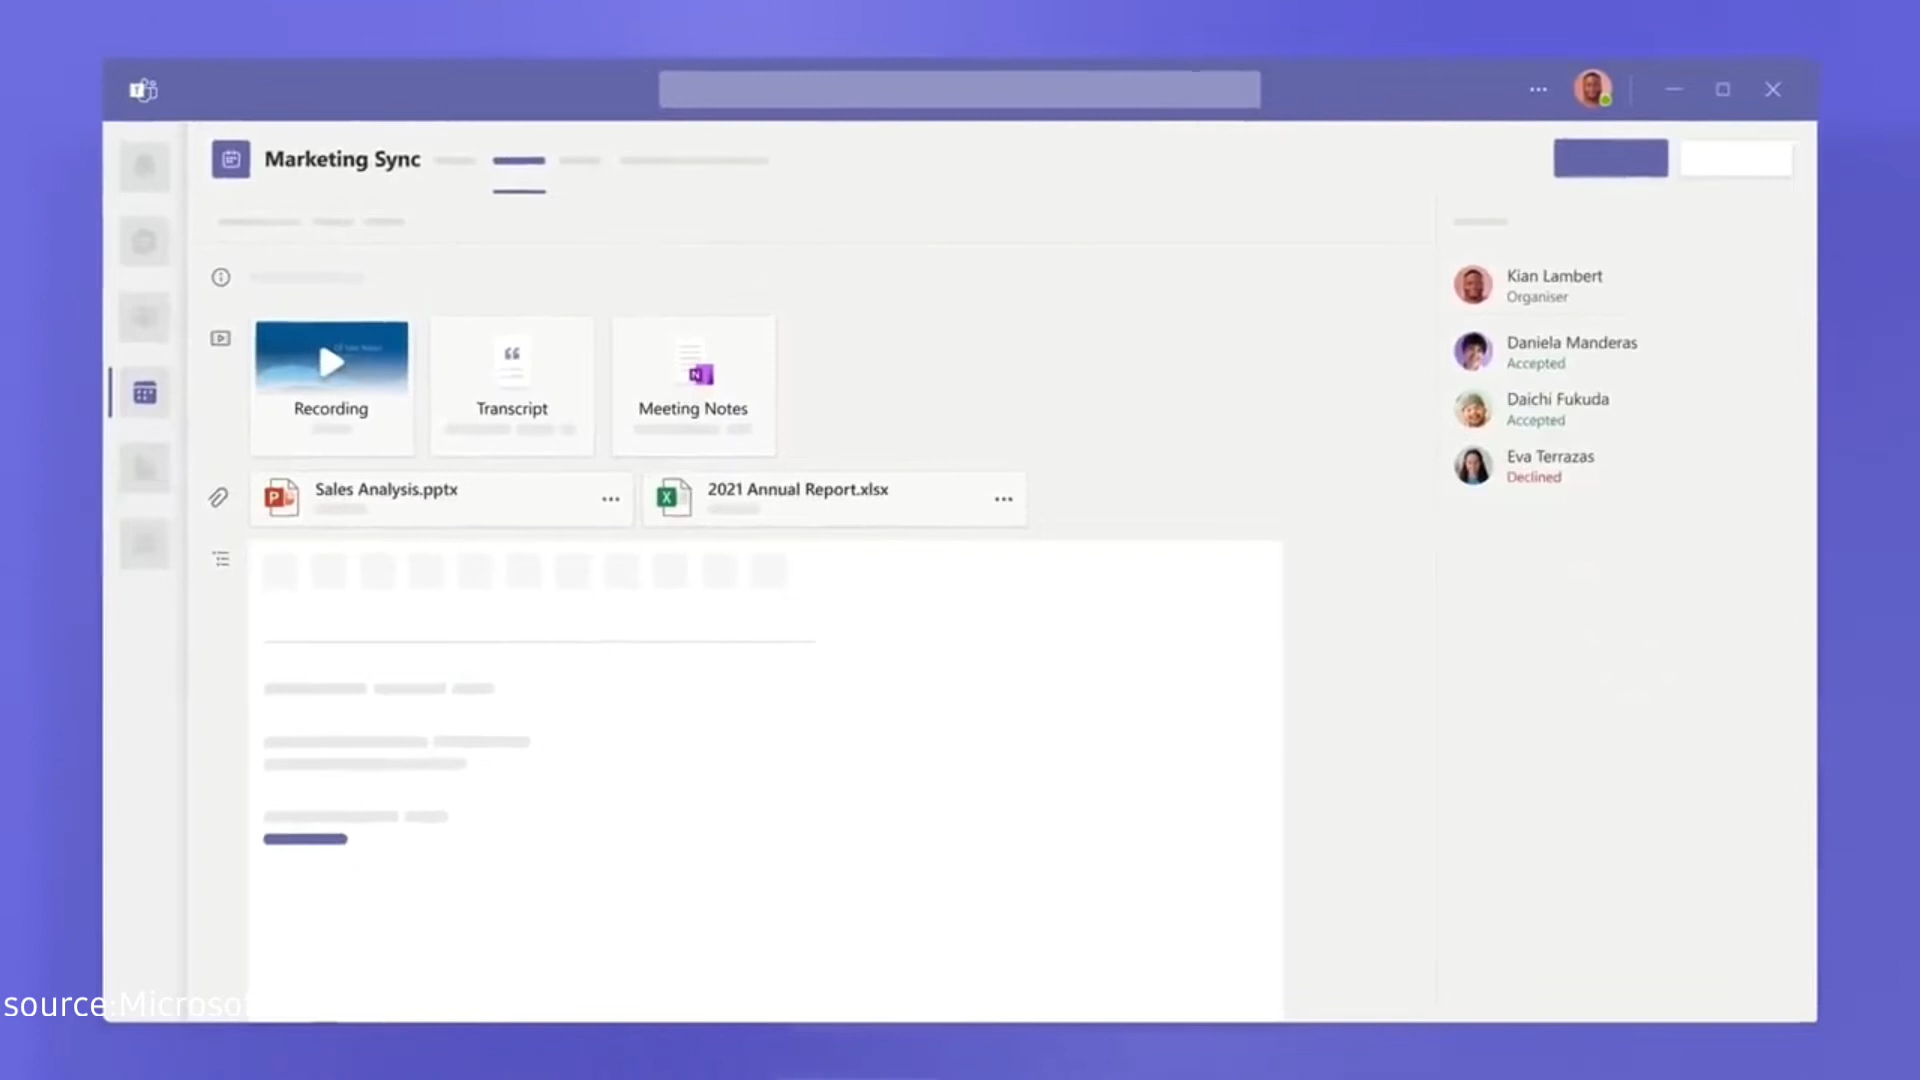 Marketing Sync
Kian Lambert
Organiser
Daniela Manderas
Accepted
Daichi Fukuda
Accepted
Eva Terrazas
Declined
Recording
Transcript
Meeting Notes
Sales Analysis.pptx
2021 Annual Report.xlsx
source:Microsof